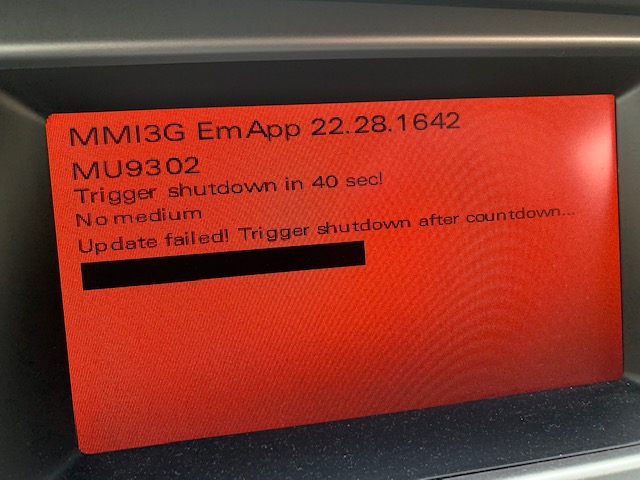 MMI3G EmApp 22.28.1642
MU9302
Trigger shutdown in 40 sec!
No medium
Update failed! Trigger shutdown after countdown...